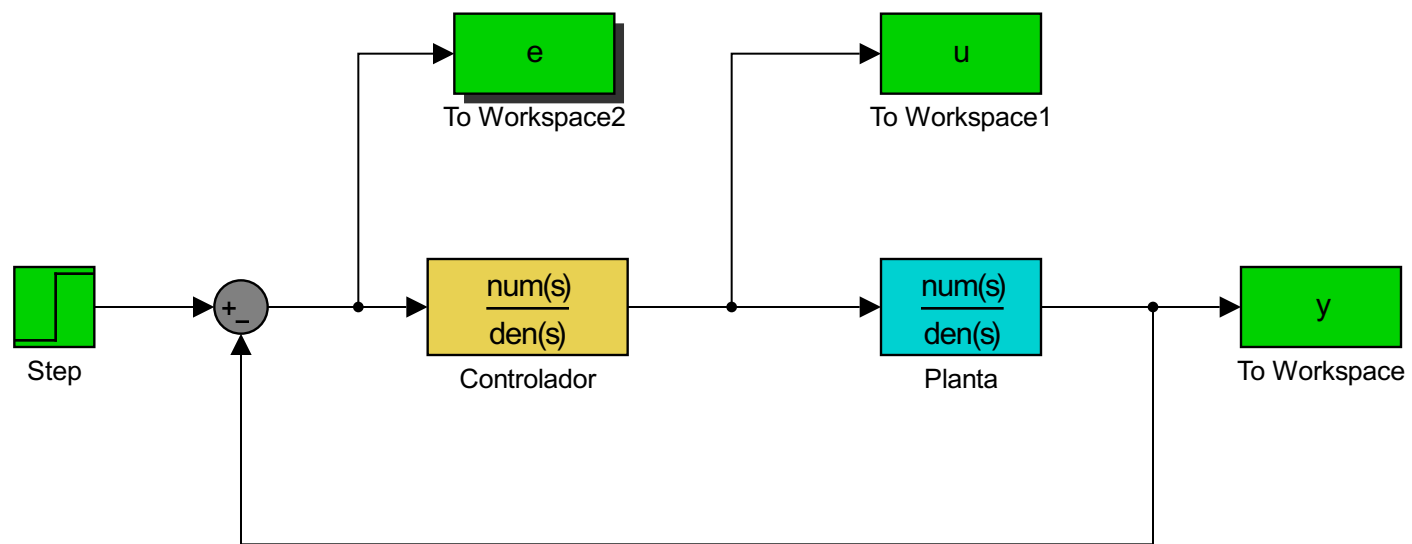 e
To Workspace2
u
To Workspace1
Step
+
−
num(s)
den(s)
Controlador
num(s)
den(s)
Planta
y
To Workspace